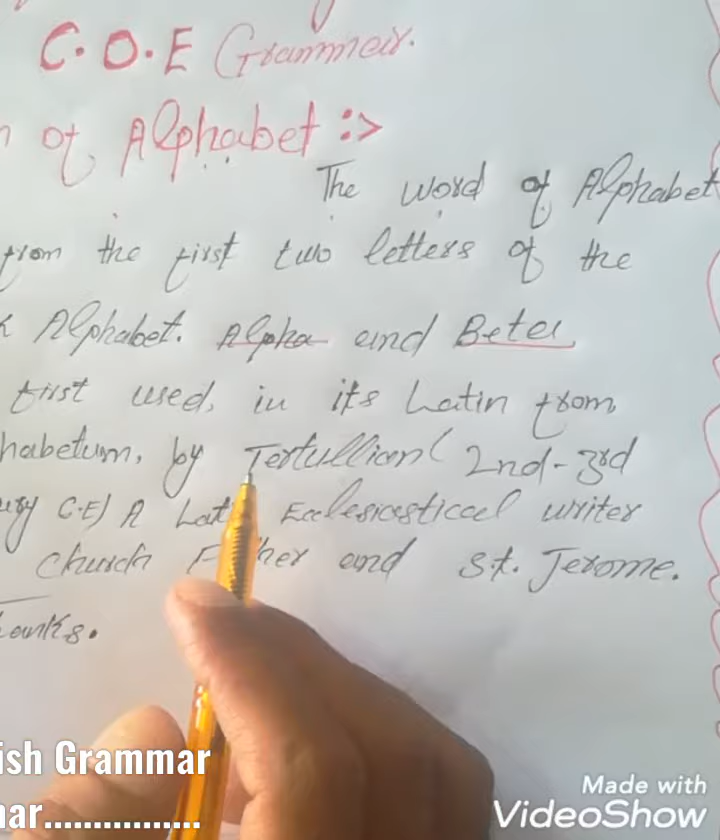 C.O.E Grammar.
of Alphabet :>
The word of Alphabet
from the first two letters of the
Alphabet. Alpha and Beta
first used, in its Latin from
habetum, by Tertullian ( 2nd-3rd
C.E) A Lat Ecclesiastical writer
church F her and St. Jerome.
anks.
ish Grammar
ar................
Made with
VideoShow